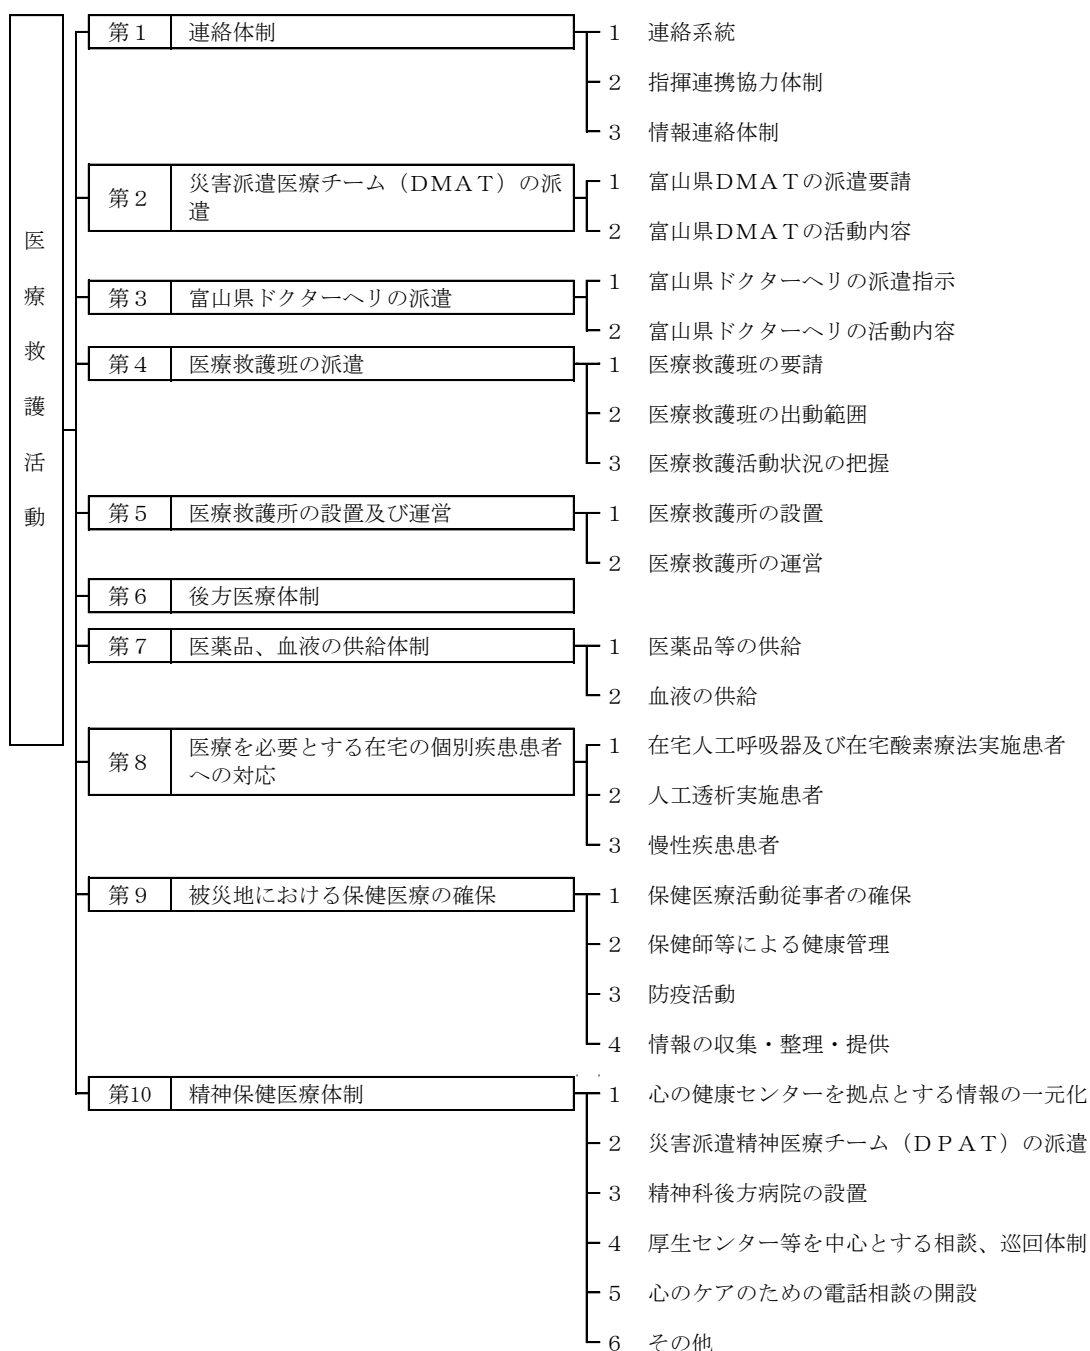 医療救護活動
第１ 連絡体制
１ 連絡系統
２ 指揮連携協力体制
３ 情報連絡体制
第２ 災害派遣医療チーム（ＤＭＡＴ）の派
遣
１ 富山県DMATの派遣要請
２ 富山県DMATの活動内容
第３ 富山県ドクターヘリの派遣
１ 富山県ドクターヘリの派遣指示
２ 富山県ドクターヘリの活動内容
第４ 医療救護班の派遣
１ 医療救護班の要請
２ 医療救護班の出動範囲
３ 医療救護活動状況の把握
第５ 医療救護所の設置及び運営
１ 医療救護所の設置
２ 医療救護所の運営
第６ 後方医療体制
第７ 医薬品、血液の供給体制
１ 医薬品等の供給
２ 血液の供給
第８ 医療を必要とする在宅の個別疾患患者
への対応
１ 在宅人工呼吸器及び在宅酸素療法実施患者
２ 人工透析実施患者
３ 慢性疾患患者
第９ 被災地における保健医療の確保
１ 保健医療活動従事者の確保
２ 保健師等による健康管理
３ 防疫活動
４ 情報の収集・整理・提供
第10 精神保健医療体制
１ 心の健康センターを拠点とする情報の一元化
２ 災害派遣精神医療チーム（ＤＰＡＴ）の派遣
３ 精神科後方病院の設置
４ 厚生センター等を中心とする相談、巡回体制
５ 心のケアのための電話相談の開設
６ その他